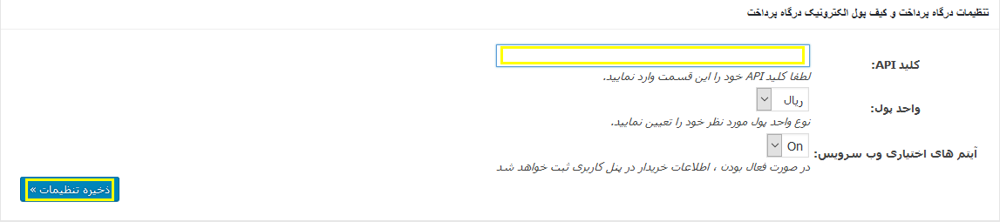 تنظیمات درگاه پرداخت و کیف پول الکترونیک درگاه پرداخت
کلید API:
لطفا کلید API خود را این قسمت وارد نمایید.
واحد پول:
ریال
نوع واحد پول مورد نظر خود را تعیین نمایید.
آیتم های اختیاری وب سرویس:
On
در صورت فعال بودن ، اطلاعات خریدار در پنل کاربری ثبت خواهد شد
ذخیره تنظیمات »